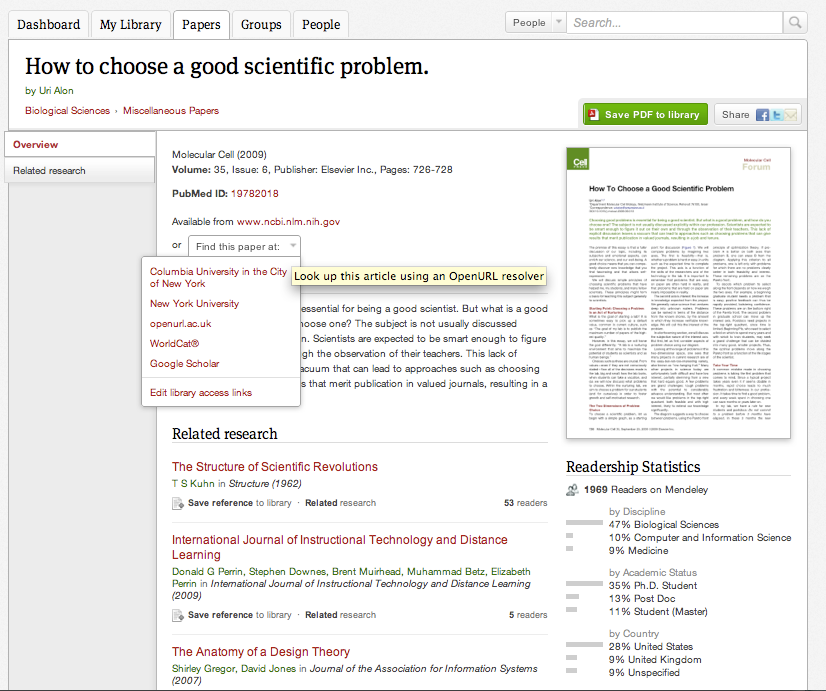 Dashboard
My Library
Papers
Groups
People
People
Search...
How to choose a good scientific problem.
by Uri Alon
Biological Sciences › Miscellaneous Papers
Save PDF to library
Share
Overview
Related research
Molecular Cell (2009)
Volume: 35, Issue: 6, Publisher: Elsevier Inc., Pages: 726-728
PubMed ID: 19782018
Available from www.ncbi.nlm.nih.gov
or Find this paper at:
Columbia University in the City
of New York
New York University
openurl.ac.uk
WorldCat®
Google Scholar
Edit library access links
Look up this article using an OpenURL resolver
essential for being a good scientist. But what is a good
choose one? The subject is not usually discussed
n. Scientists are expected to be smart enough to figure
gh the observation of their teachers. This lack of
acuum that can lead to approaches such as choosing
s that merit publication in valued journals, resulting in a
Cell
Molecular Cell
Forum
How To Choose a Good Scientific Problem
Related research
The Structure of Scientific Revolutions
T S Kuhn in Structure (1962)
Save reference to library · Related research
53 readers
International Journal of Instructional Technology and Distance
Learning
Donald G Perrin, Stephen Downes, Brent Muirhead, Muhammad Betz, Elizabeth
Perrin in International Journal of Instructional Technology and Distance Learning
(2009)
Save reference to library · Related research
5 readers
The Anatomy of a Design Theory
Shirley Gregor, David Jones in Journal of the Association for Information Systems
(2007)
Readership Statistics
1969 Readers on Mendeley
by Discipline
47% Biological Sciences
10% Computer and Information Science
9% Medicine
by Academic Status
35% Ph.D. Student
13% Post Doc
11% Student (Master)
by Country
28% United States
9% United Kingdom
9% Unspecified